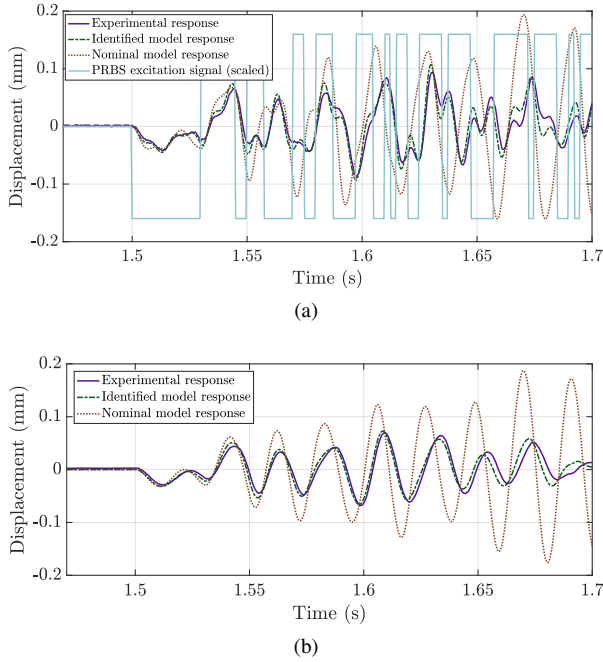 Experimental response
Identified model response
Nominal model response
PRBS excitation signal (scaled)
0.2
0.1
0
-0.1
-0.2
Displacement (mm)
1.5
1.55
1.6
1.65
1.7
Time (s)
(a)
Experimental response
Identified model response
Nominal model response
0.2
0.1
0
-0.1
-0.2
Displacement (mm)
1.5
1.55
1.6
1.65
1.7
Time (s)
(b)